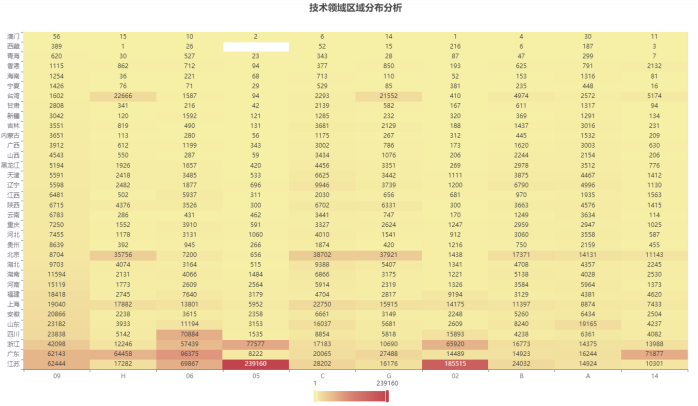 技术领域区域分布分析
澳门 56 15 10 2 6 14 1 4 30 11
西藏 389 1 26 52 15 216 6 187 3
青海 620 30 527 23 343 28 87 47 299 7
香港 1115 862 712 94 377 850 193 625 791 2132
海南 1254 36 221 68 713 110 52 153 1316 81
宁夏 1426 76 71 29 529 85 381 235 448 16
台湾 1602 22666 1587 94 2293 21552 410 4974 2572 5174
甘肃 2808 341 216 42 2139 582 167 611 1317 94
新疆 3042 120 1592 121 1285 232 320 369 1291 134
吉林 3551 819 490 131 3681 2129 188 1437 3016 231
内蒙古 3651 113 280 56 1175 267 312 445 1532 209
广西 3912 612 1199 343 3002 786 173 1620 3003 630
山西 4543 550 287 59 3434 1076 206 2244 2154 206
黑龙江 5194 1926 1657 420 4456 3351 269 2978 3512 776
天津 5591 2418 3485 533 6625 3442 1111 3875 4467 1412
辽宁 5598 2482 1877 696 9946 3739 1200 6790 4996 1130
江西 6481 502 5937 311 2030 656 681 970 1935 1563
陕西 6715 4376 3526 300 6702 6331 300 3663 4576 1415
云南 6783 286 431 462 3441 747 170 1249 3634 114
重庆 7250 1552 3910 591 3327 2624 1247 2959 2947 1025
河北 7455 1178 3131 1060 4010 1541 912 3060 3558 587
贵州 8639 392 945 266 1874 420 1216 750 2159 455
北京 8704 35756 7200 656 38702 37921 1438 17371 14131 11143
湖北 9703 4074 3164 515 9388 5407 1341 4708 4357 2245
湖南 11594 2131 4066 1484 6866 3175 1221 5138 4028 2530
河南 15119 1773 2609 2564 5914 2319 1326 3584 5964 1373
福建 18418 2745 7640 3179 4704 2817 9194 3129 4381 4620
上海 19040 17882 13801 5952 22750 15915 14175 11397 8874 7433
安徽 20866 2238 3615 2358 6661 3149 2248 5260 6434 2504
山东 23182 3933 11194 3153 16037 5681 2609 8240 19165 4237
四川 23838 5142 70884 1535 8854 5818 15893 4238 6361 4082
浙江 42098 12246 57439 77577 17183 10690 65920 16773 14375 13988
广东 62143 64458 96375 8222 20065 27488 14489 14923 16244 71877
江苏 62444 17282 69867 239160 28202 16176 185515 24032 14924 10301
09 H 06 05 C G 02 B A 14
1 239160